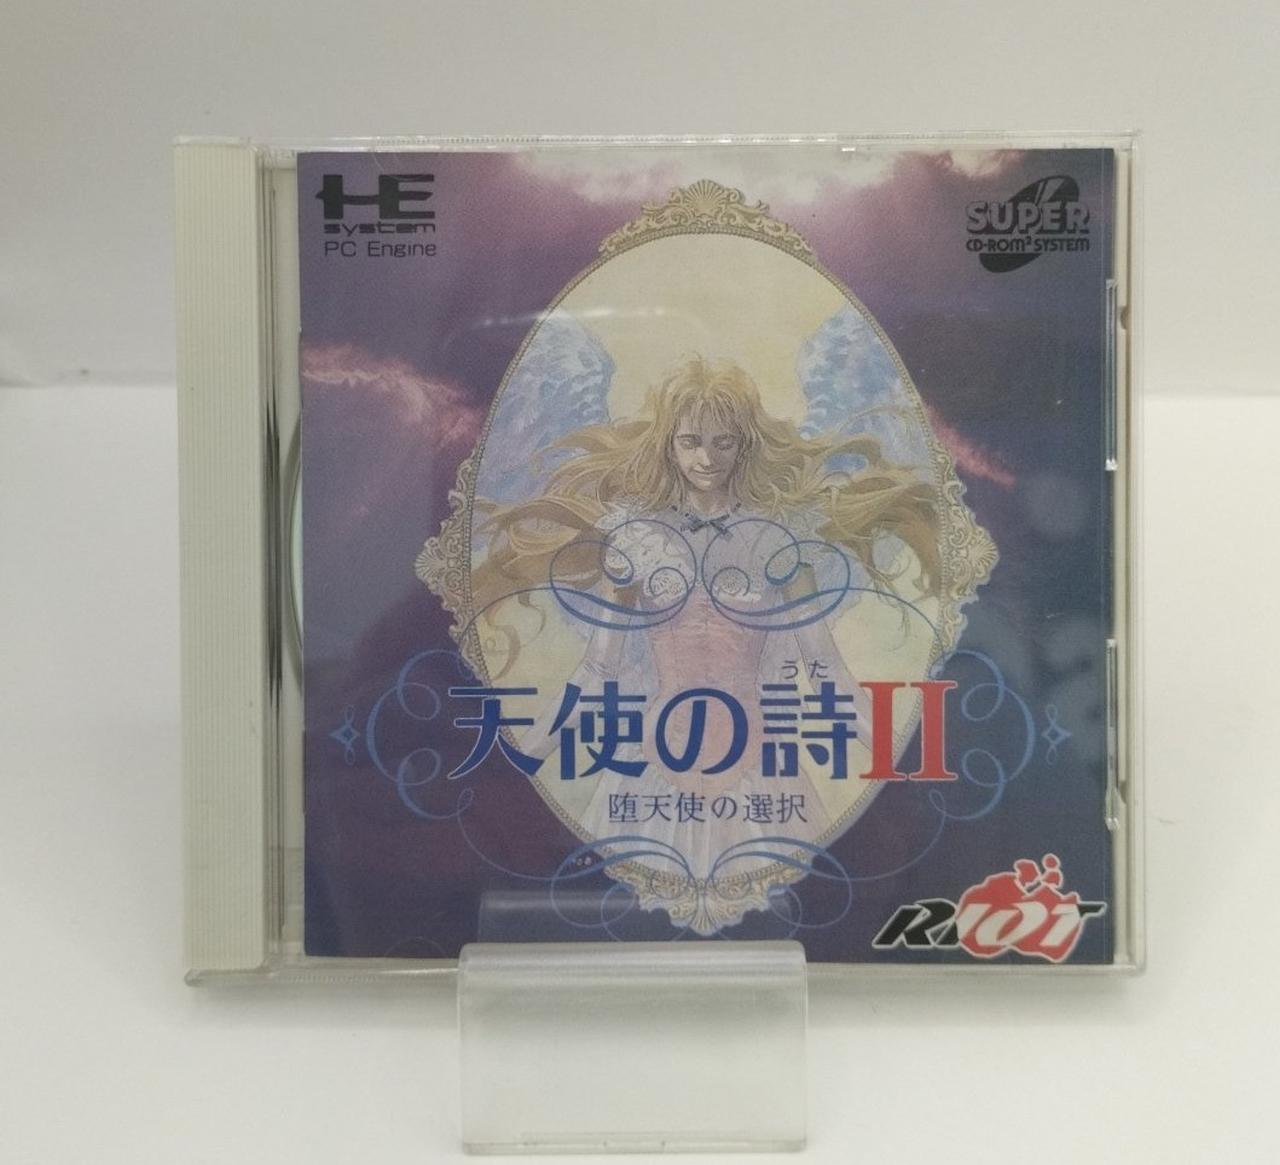 HE
system
PC Engine
SUPER
CD-ROM² SYSTEM
うた
天使の詩II
堕天使の選択
RIOT